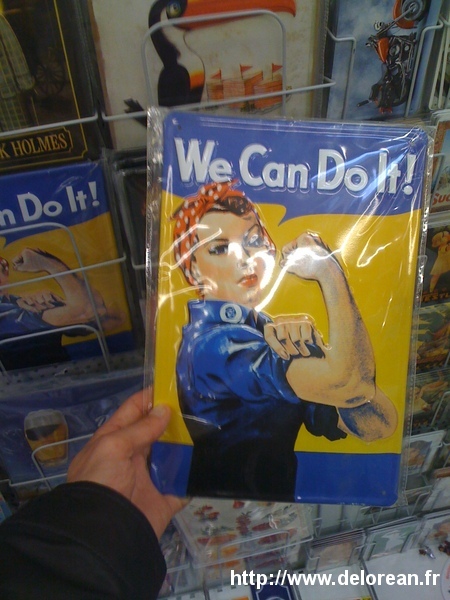 We Can Do It!
K HOLMES
n Do It!
http://www.delorean.fr